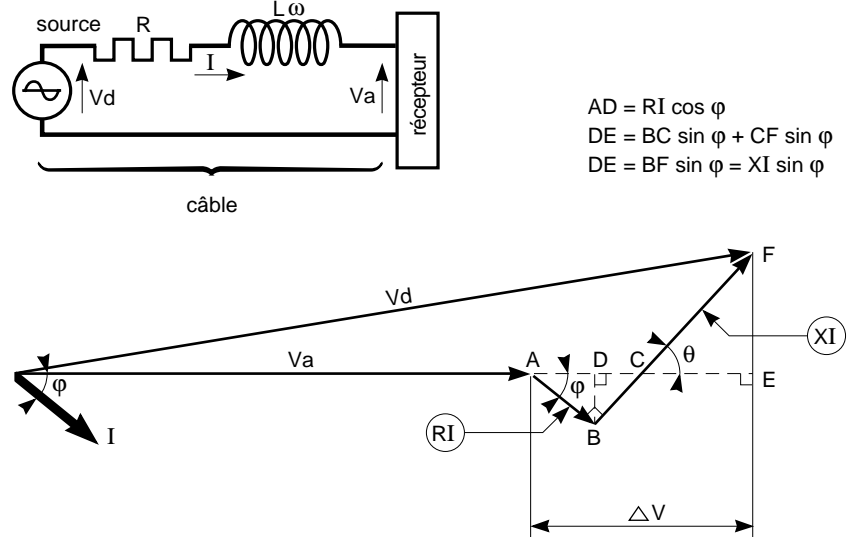 source
R
Lω
I
Vd
Va
récepteur
câble
AD = RI cos φ
DE = BC sin φ + CF sin φ
DE = BF sin φ = XI sin φ
F
Vd
XI
Va
A
D
C
θ
E
φ
φ
I
RI
B
△V